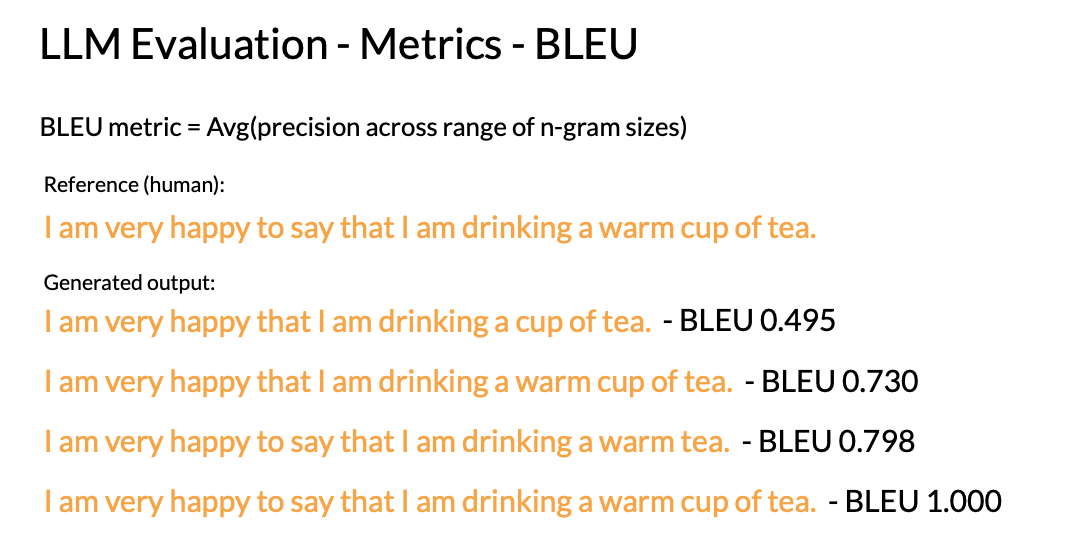 LLM Evaluation - Metrics - BLEU
BLEU metric = Avg(precision across range of n-gram sizes)
Reference (human):
I am very happy to say that I am drinking a warm cup of tea.
Generated output:
I am very happy that I am drinking a cup of tea. - BLEU 0.495
I am very happy that I am drinking a warm cup of tea. - BLEU 0.730
I am very happy to say that I am drinking a warm tea. - BLEU 0.798
I am very happy to say that I am drinking a warm cup of tea. - BLEU 1.000